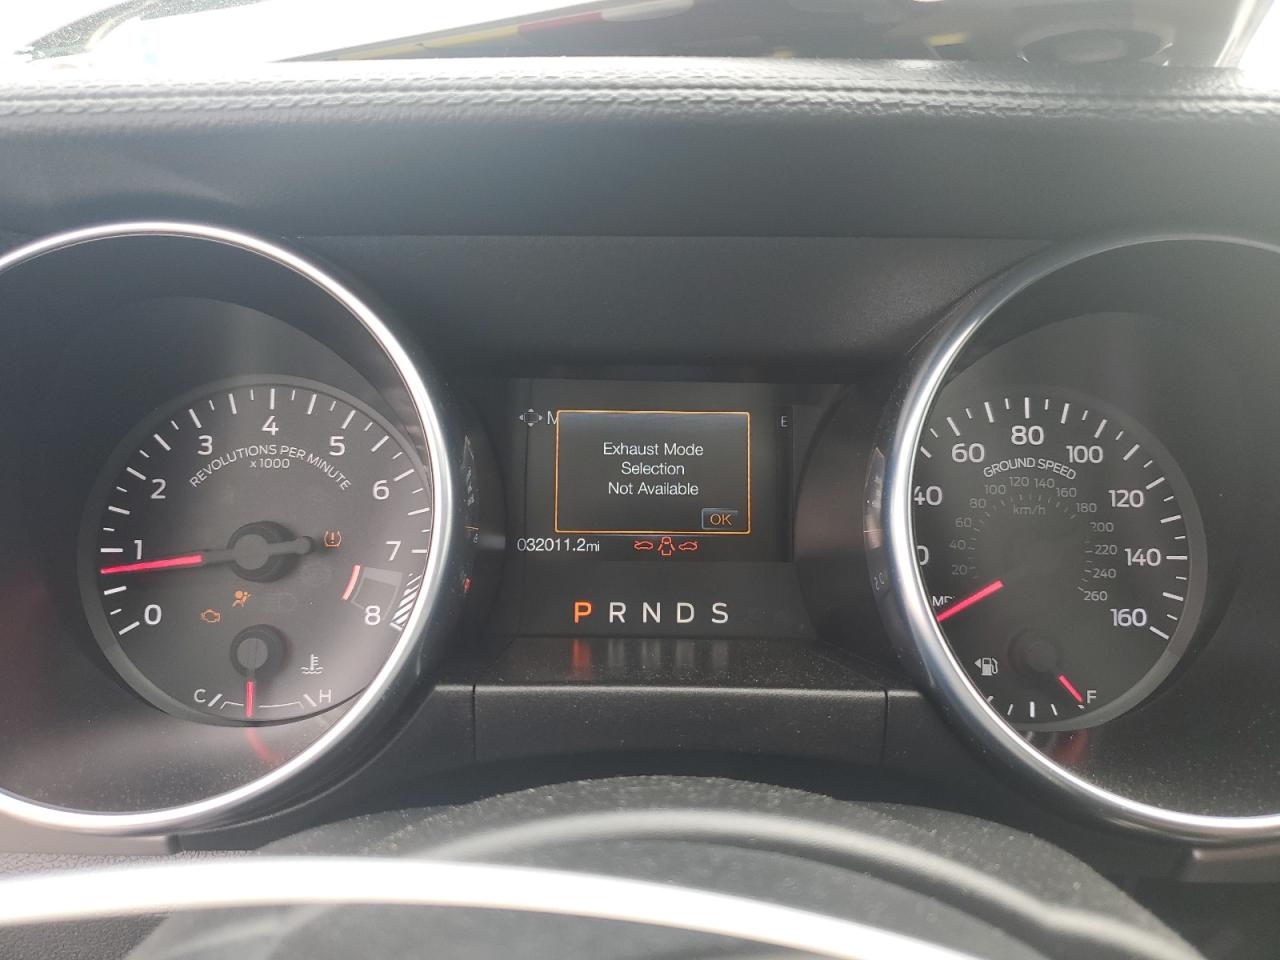 0
1
2
3
4
5
6
7
8
REVOLUTIONS PER MINUTE
x 1000
C
H
M
E
Exhaust Mode
Selection
Not Available
OK
032011.2mi
P R N D S
40
60
80
100
120
140
160
GROUND SPEED
20
40
60
80
100
120
140
160
180
200
220
240
260
km/h
F